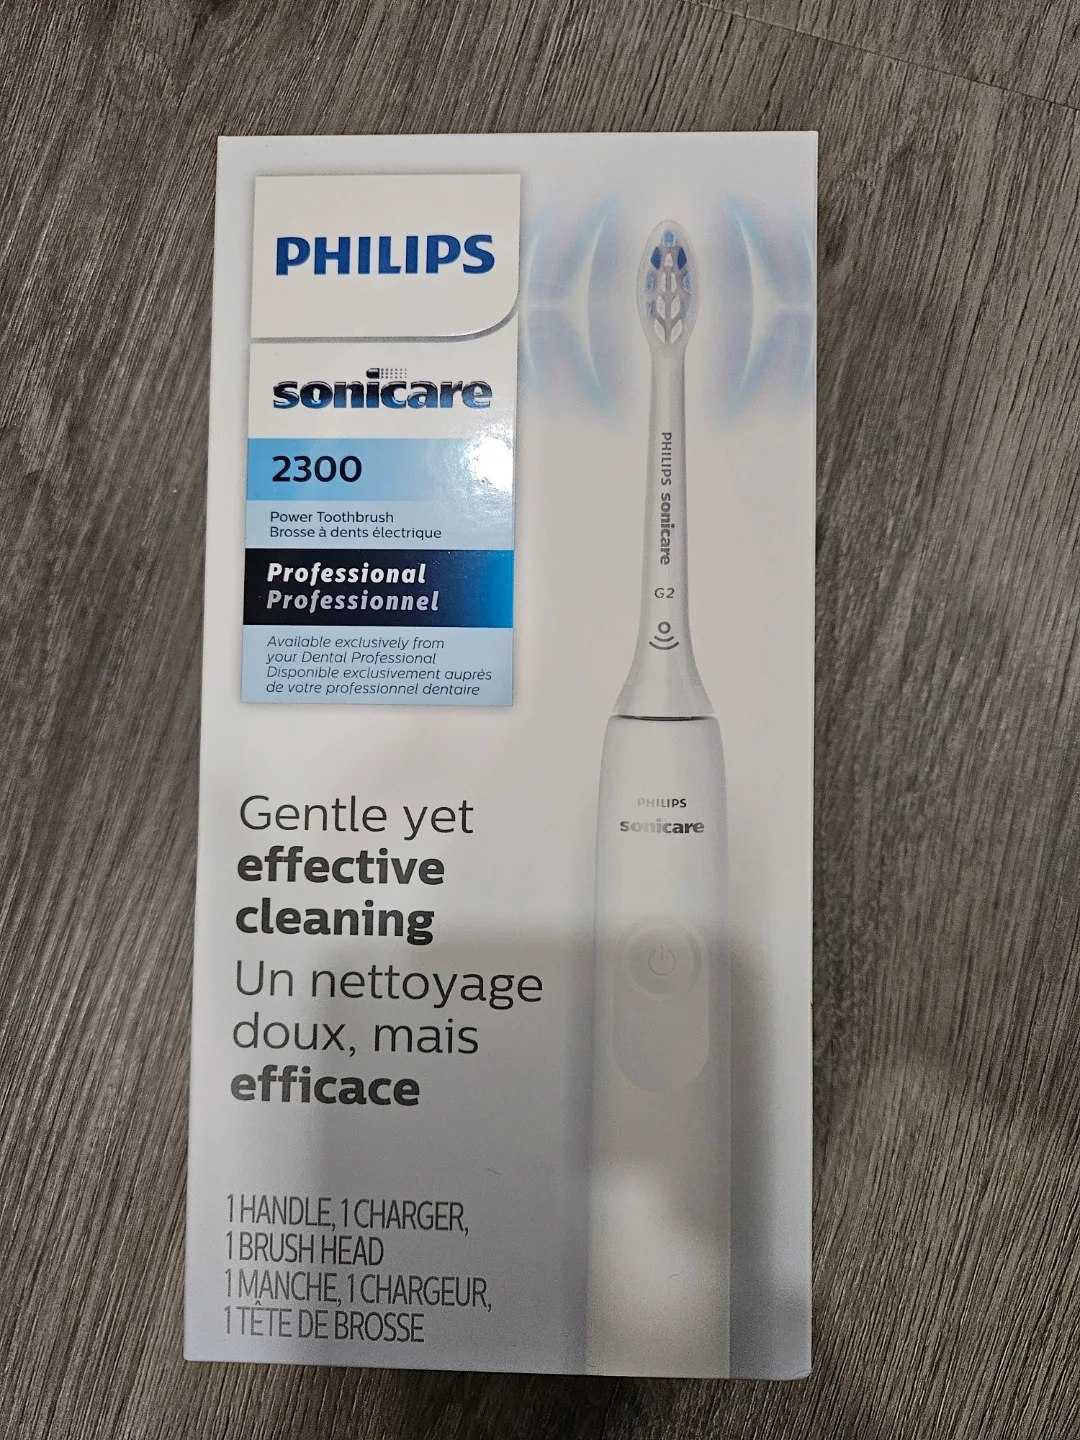 PHILIPS
sonicare
2300
Power Toothbrush
Brosse à dents électrique
Professional
Professionnel
Available exclusively from
your Dental Professional
Disponible exclusivement auprés
de votre professionnel dentaire
Gentle yet
effective
cleaning
Un nettoyage
doux, mais
efficace
1 HANDLE, 1 CHARGER,
1 BRUSH HEAD
1 MANCHE, 1 CHARGEUR,
1 TÊTE DE BROSSE
PHILIPS sonicare
G2
PHILIPS
sonicare